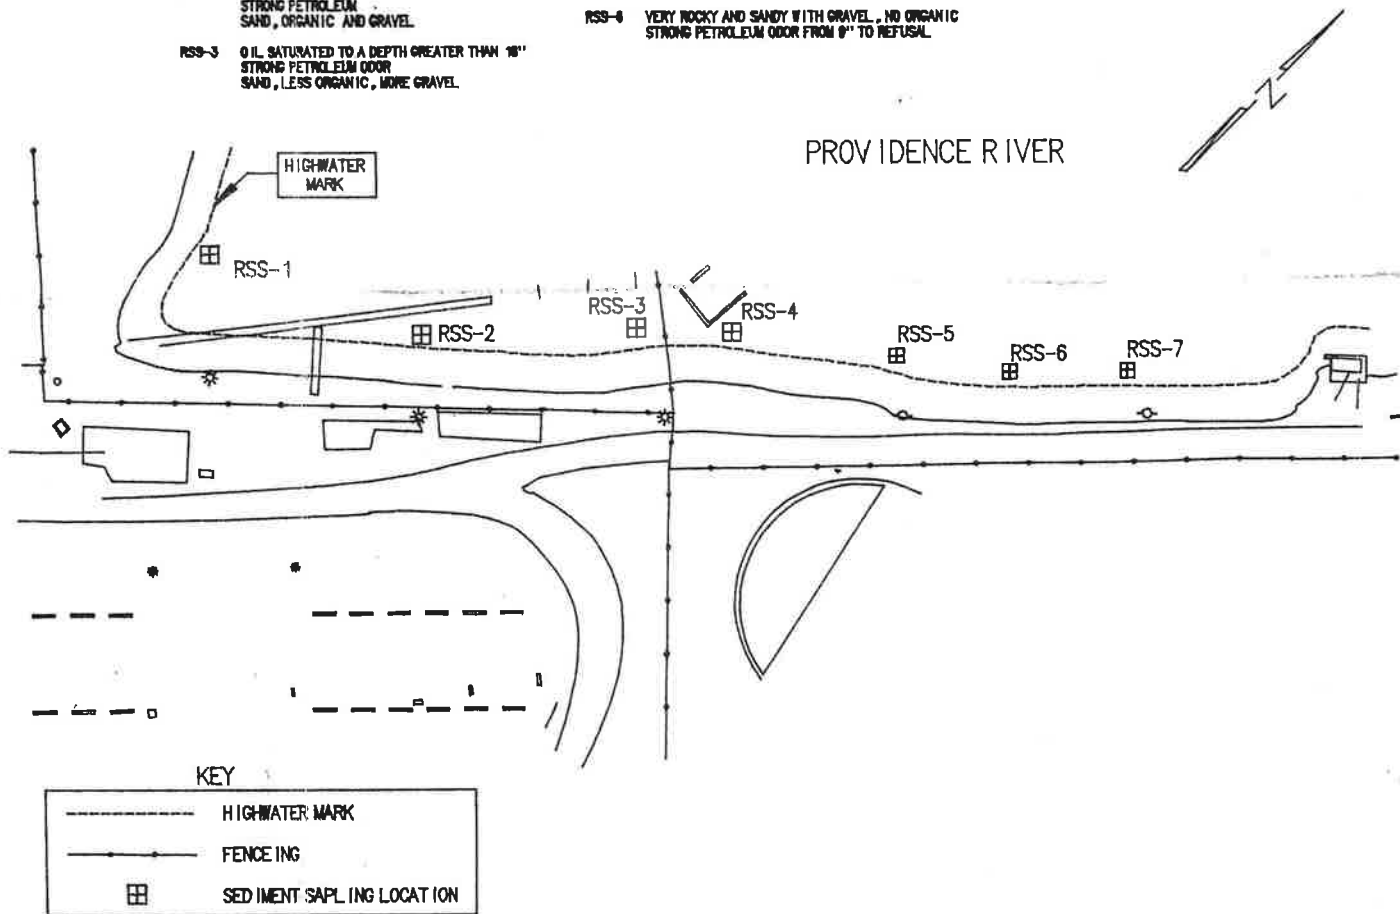 STRONG PETROLEUM
SAND, ORGANIC AND GRAVEL
RSS-3 OIL SATURATED TO A DEPTH GREATER THAN 18"
STRONG PETROLEUM ODOR
SAND, LESS ORGANIC, MORE GRAVEL
RSS-6 VERY ROCKY AND SANDY WITH GRAVEL, NO ORGANIC
STRONG PETROLEUM ODOR FROM 9" TO REFUSAL
N
PROVIDENCE RIVER
HIGHWATER
MARK
RSS-1
RSS-2
RSS-3
RSS-4
RSS-5
RSS-6
RSS-7
KEY
HIGHWATER MARK
FENCEING
SEDIMENT SAPLING LOCATION